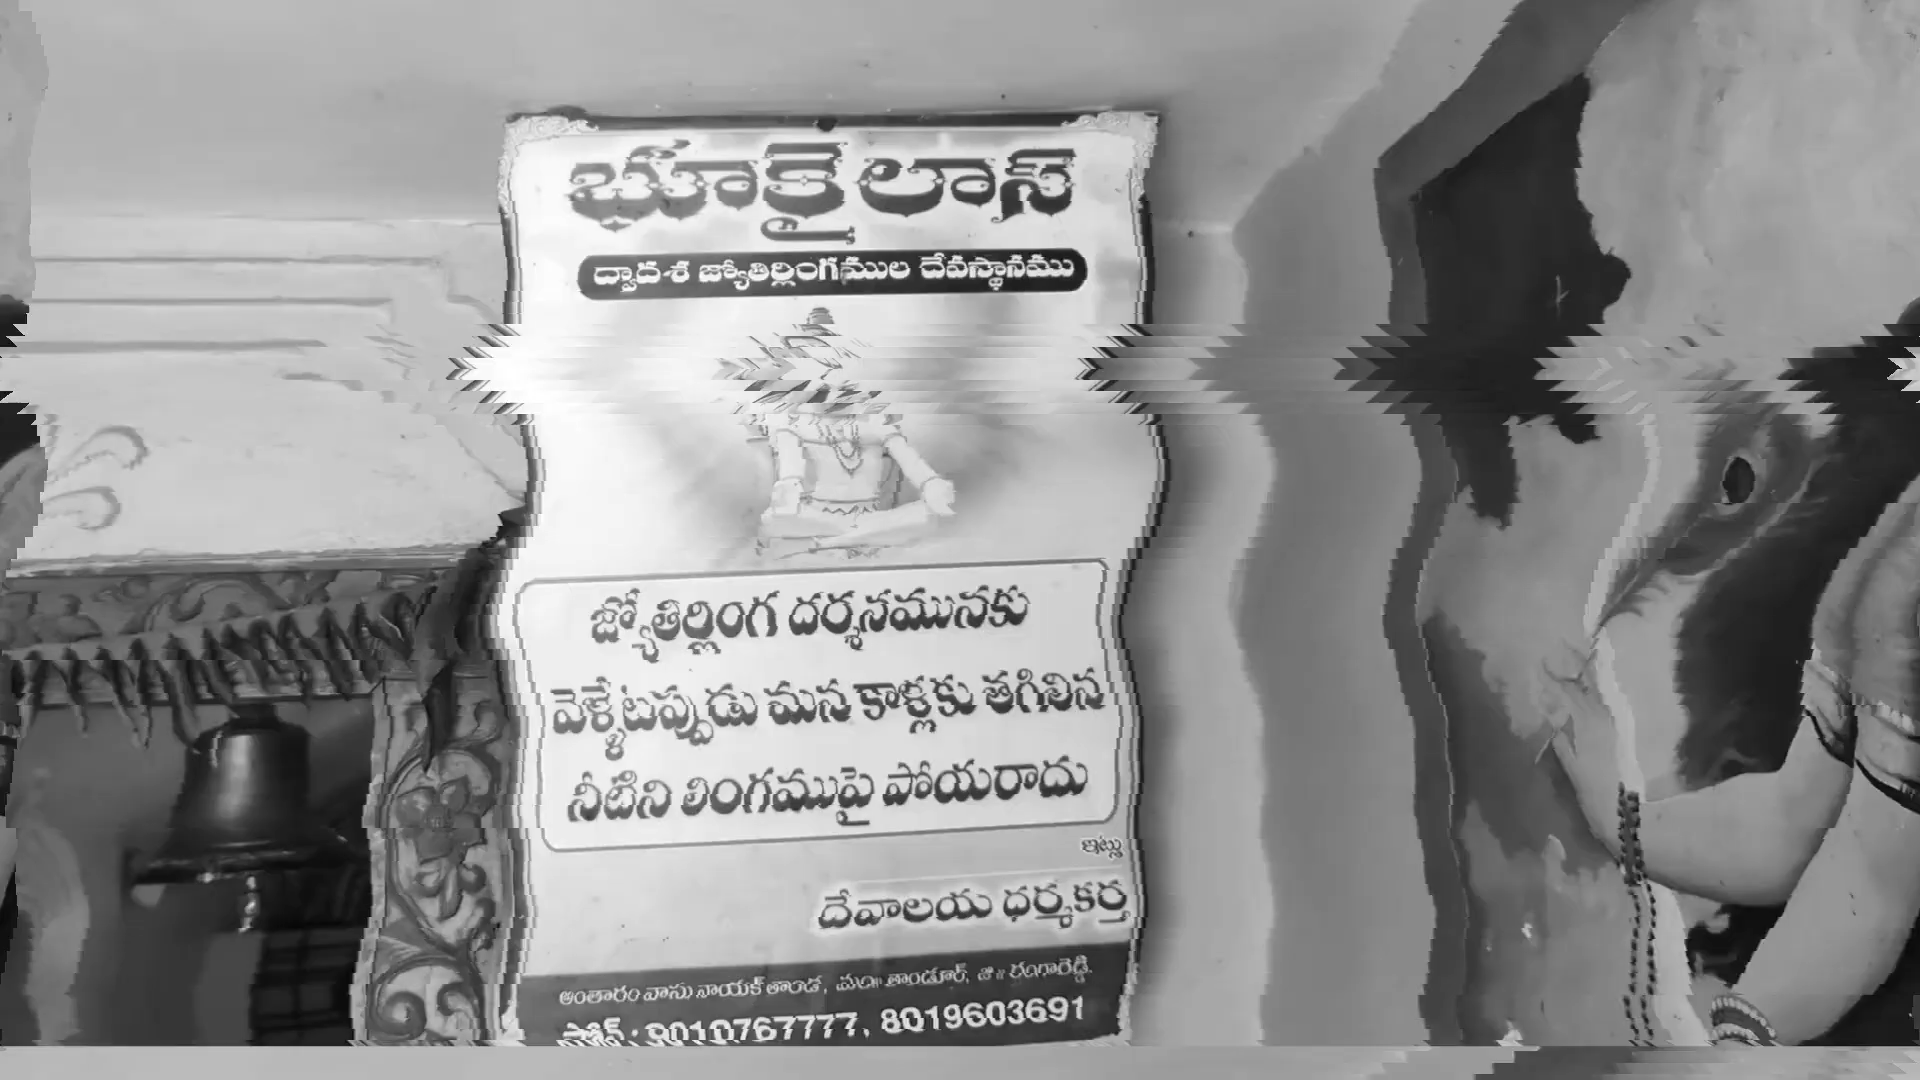 భూకైలాస్
ద్వాదశ జ్యోతిర్లింగముల దేవస్థానము
జ్యోతిర్లింగ దర్శనమునకు
వెళ్ళేటప్పుడు మన కాళ్లకు తగిలిన
నీటిని లింగముపై పోయరాదు
ఇట్లు
దేవాలయ ధర్మకర్త
అంతారం వాసు నాయక్ తాండ, మం॥ తాండూర్, జి॥ రంగారెడ్డి.
ఫోన్ : 9010767777, 8019603691